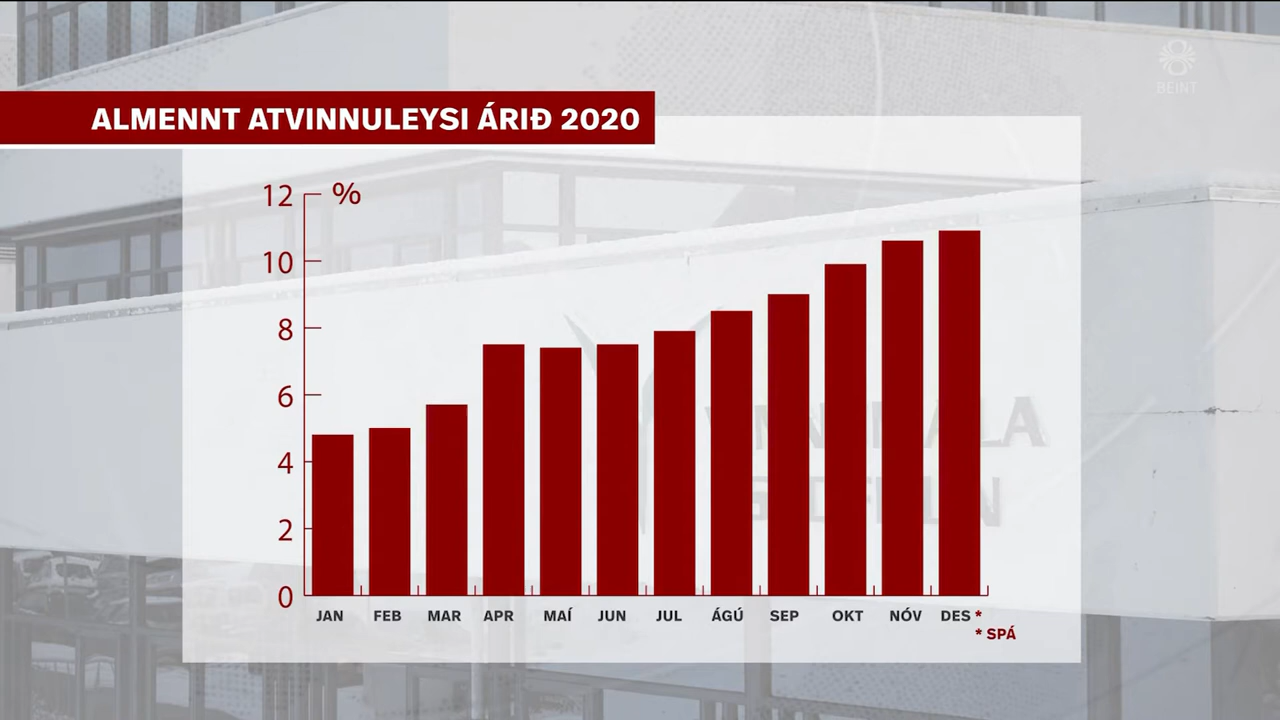 BEINT
ALMENNT ATVINNULEYSI ÁRIÐ 2020
12 %
10
8
6
4
2
0
JAN FEB MAR APR MAÍ JUN JUL ÁGÚ SEP OKT NÓV DES *
* SPÁ